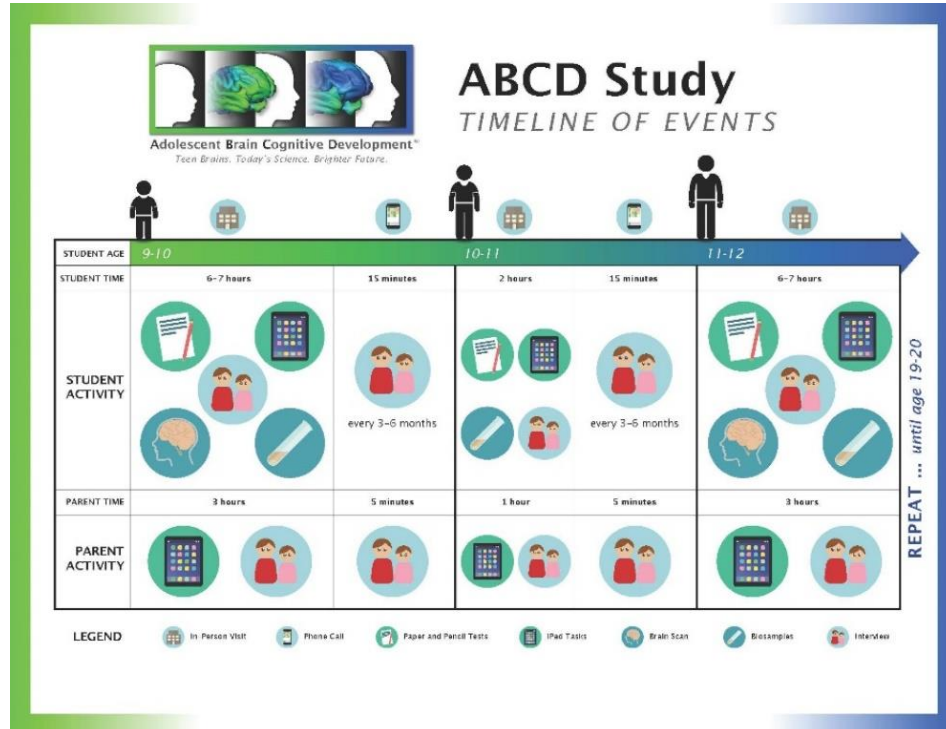 ABCD Study
TIMELINE OF EVENTS
Adolescent Brain Cognitive Development™
Teen Brains. Today's Science. Brighter Future.
STUDENT AGE 9-10 10-11 11-12
STUDENT TIME 6-7 hours 15 minutes 2 hours 15 minutes 6-7 hours
STUDENT
ACTIVITY
every 3-6 months every 3-6 months
PARENT TIME 3 hours 5 minutes 1 hour 5 minutes 3 hours
PARENT
ACTIVITY
REPEAT ... until age 19-20
LEGEND In-Person Visit Phone Call Paper and Pencil Tests iPad Tasks Brain Scan Biosamples Interview